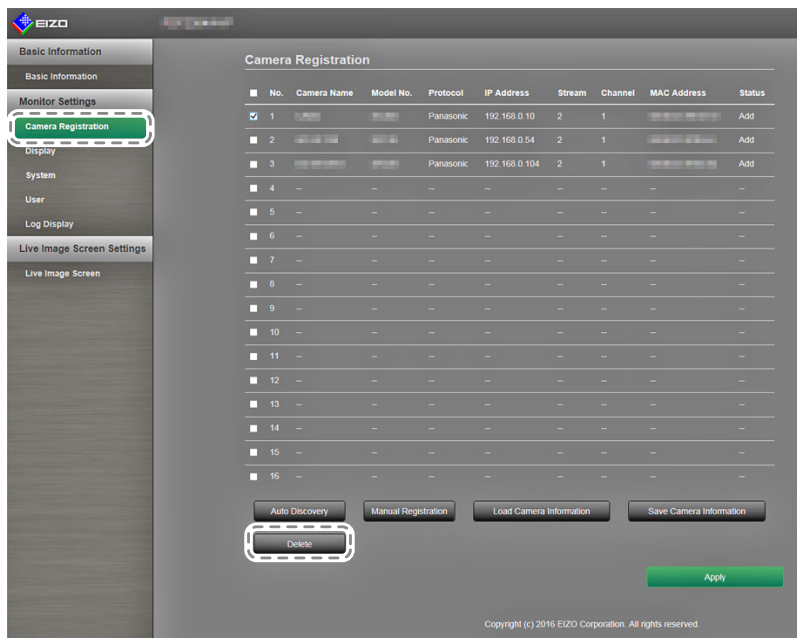 EIZO
Basic Information
Basic Information
Monitor Settings
Camera Registration
Display
System
User
Log Display
Live Image Screen Settings
Live Image Screen
Camera Registration
No. Camera Name Model No. Protocol IP Address Stream Channel MAC Address Status
1 Panasonic 192.168.0.10 2 1 Add
2 Panasonic 192.168.0.54 2 1 Add
3 Panasonic 192.168.0.104 2 1 Add
4 -- -- -- -- -- -- -- --
5 -- -- -- -- -- -- -- --
6 -- -- -- -- -- -- -- --
7 -- -- -- -- -- -- -- --
8 -- -- -- -- -- -- -- --
9 -- -- -- -- -- -- -- --
10 -- -- -- -- -- -- -- --
11 -- -- -- -- -- -- -- --
12 -- -- -- -- -- -- -- --
13 -- -- -- -- -- -- -- --
14 -- -- -- -- -- -- -- --
15 -- -- -- -- -- -- -- --
16 -- -- -- -- -- -- -- --
Auto Discovery Manual Registration Load Camera Information Save Camera Information
Delete
Apply
Copyright (c) 2016 EIZO Corporation. All rights reserved.